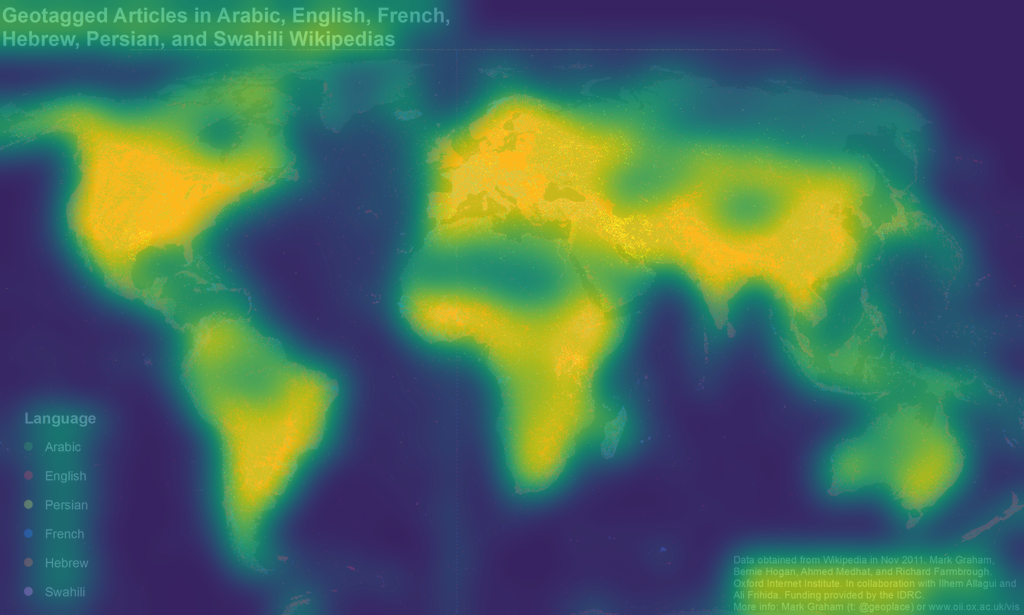 Geotagged Articles in Arabic, English, French,
Hebrew, Persian, and Swahili Wikipedias
Language
Arabic
English
Persian
French
Hebrew
Swahili
Data obtained from Wikipedia in Nov 2011. Mark Graham,
Bernie Hogan, Ahmed Medhat, and Richard Farmbrough.
Oxford Internet Institute. In collaboration with Ilhem Allagui and
Ali Frihida. Funding provided by the IDRC.
More info: Mark Graham (t: @geoplace) or www.oii.ox.ac.uk/vis